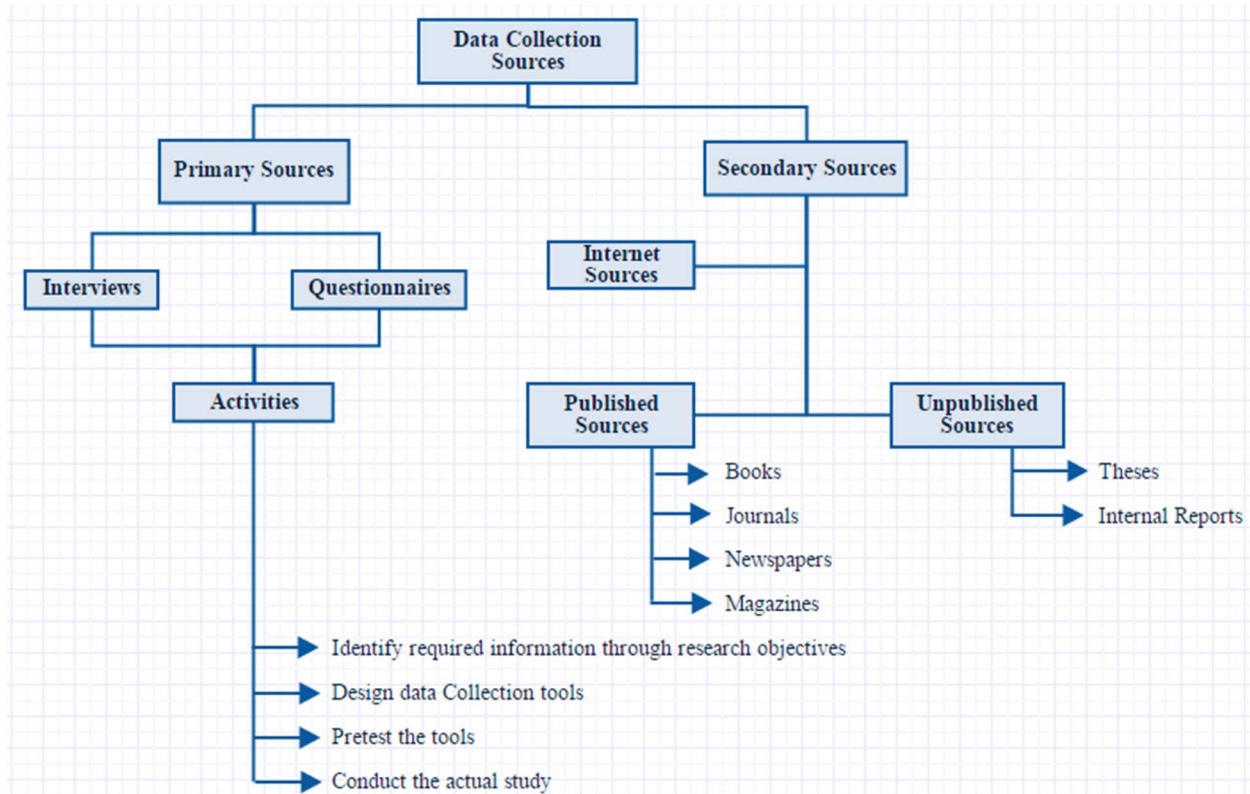 Data Collection
Sources
Primary Sources
Secondary Sources
Internet
Sources
Interviews
Questionnaires
Activities
Published
Sources
Unpublished
Sources
Books
Journals
Newspapers
Magazines
Theses
Internal Reports
Identify required information through research objectives
Design data Collection tools
Pretest the tools
Conduct the actual study